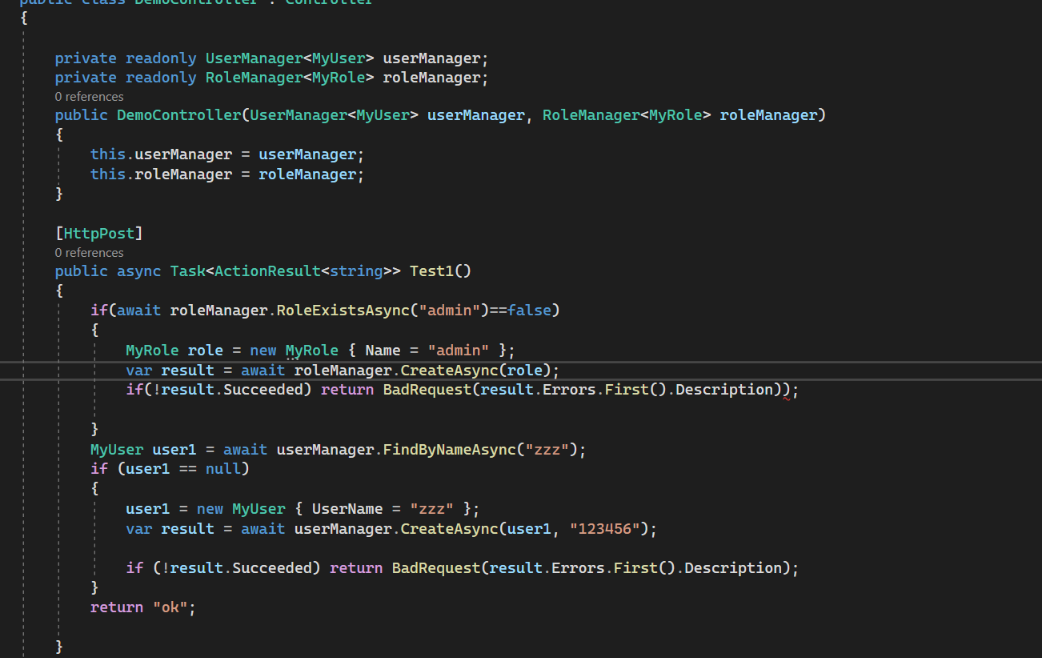 public class DemoController : Controller
{
private readonly UserManager<MyUser> userManager;
private readonly RoleManager<MyRole> roleManager;
0 references
public DemoController(UserManager<MyUser> userManager, RoleManager<MyRole> roleManager)
{
this.userManager = userManager;
this.roleManager = roleManager;
}
[HttpPost]
0 references
public async Task<ActionResult<string>> Test1()
{
if(await roleManager.RoleExistsAsync("admin")==false)
{
MyRole role = new MyRole { Name = "admin" };
var result = await roleManager.CreateAsync(role);
if(!result.Succeeded) return BadRequest(result.Errors.First().Description));
}
MyUser user1 = await userManager.FindByNameAsync("zzz");
if (user1 == null)
{
user1 = new MyUser { UserName = "zzz" };
var result = await userManager.CreateAsync(user1, "123456");
if (!result.Succeeded) return BadRequest(result.Errors.First().Description);
}
return "ok";
}